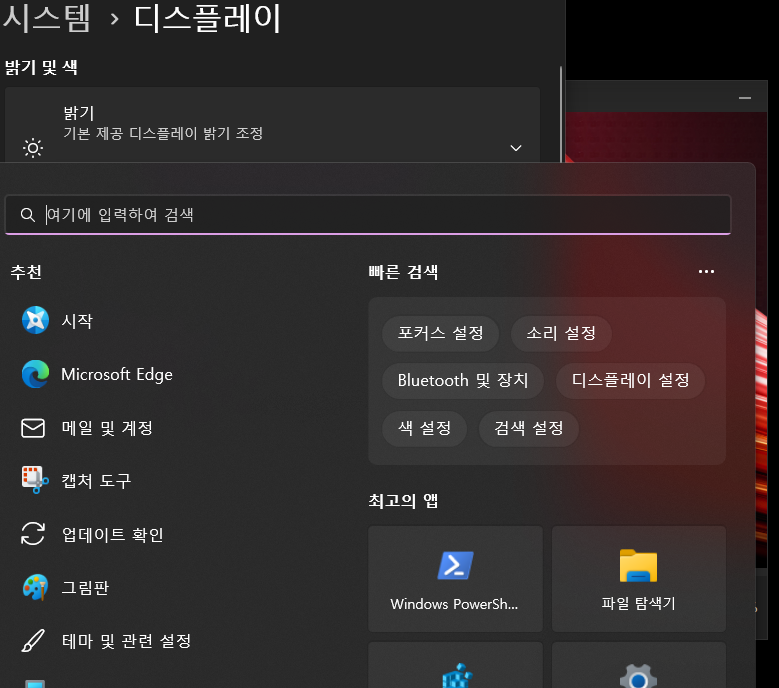 시스템 › 디스플레이
밝기 및 색
밝기
기본 제공 디스플레이 밝기 조정
여기에 입력하여 검색
추천
시작
Microsoft Edge
메일 및 계정
캡처 도구
업데이트 확인
그림판
테마 및 관련 설정
빠른 검색
포커스 설정
소리 설정
Bluetooth 및 장치
디스플레이 설정
색 설정
검색 설정
최고의 앱
Windows PowerSh...
파일 탐색기